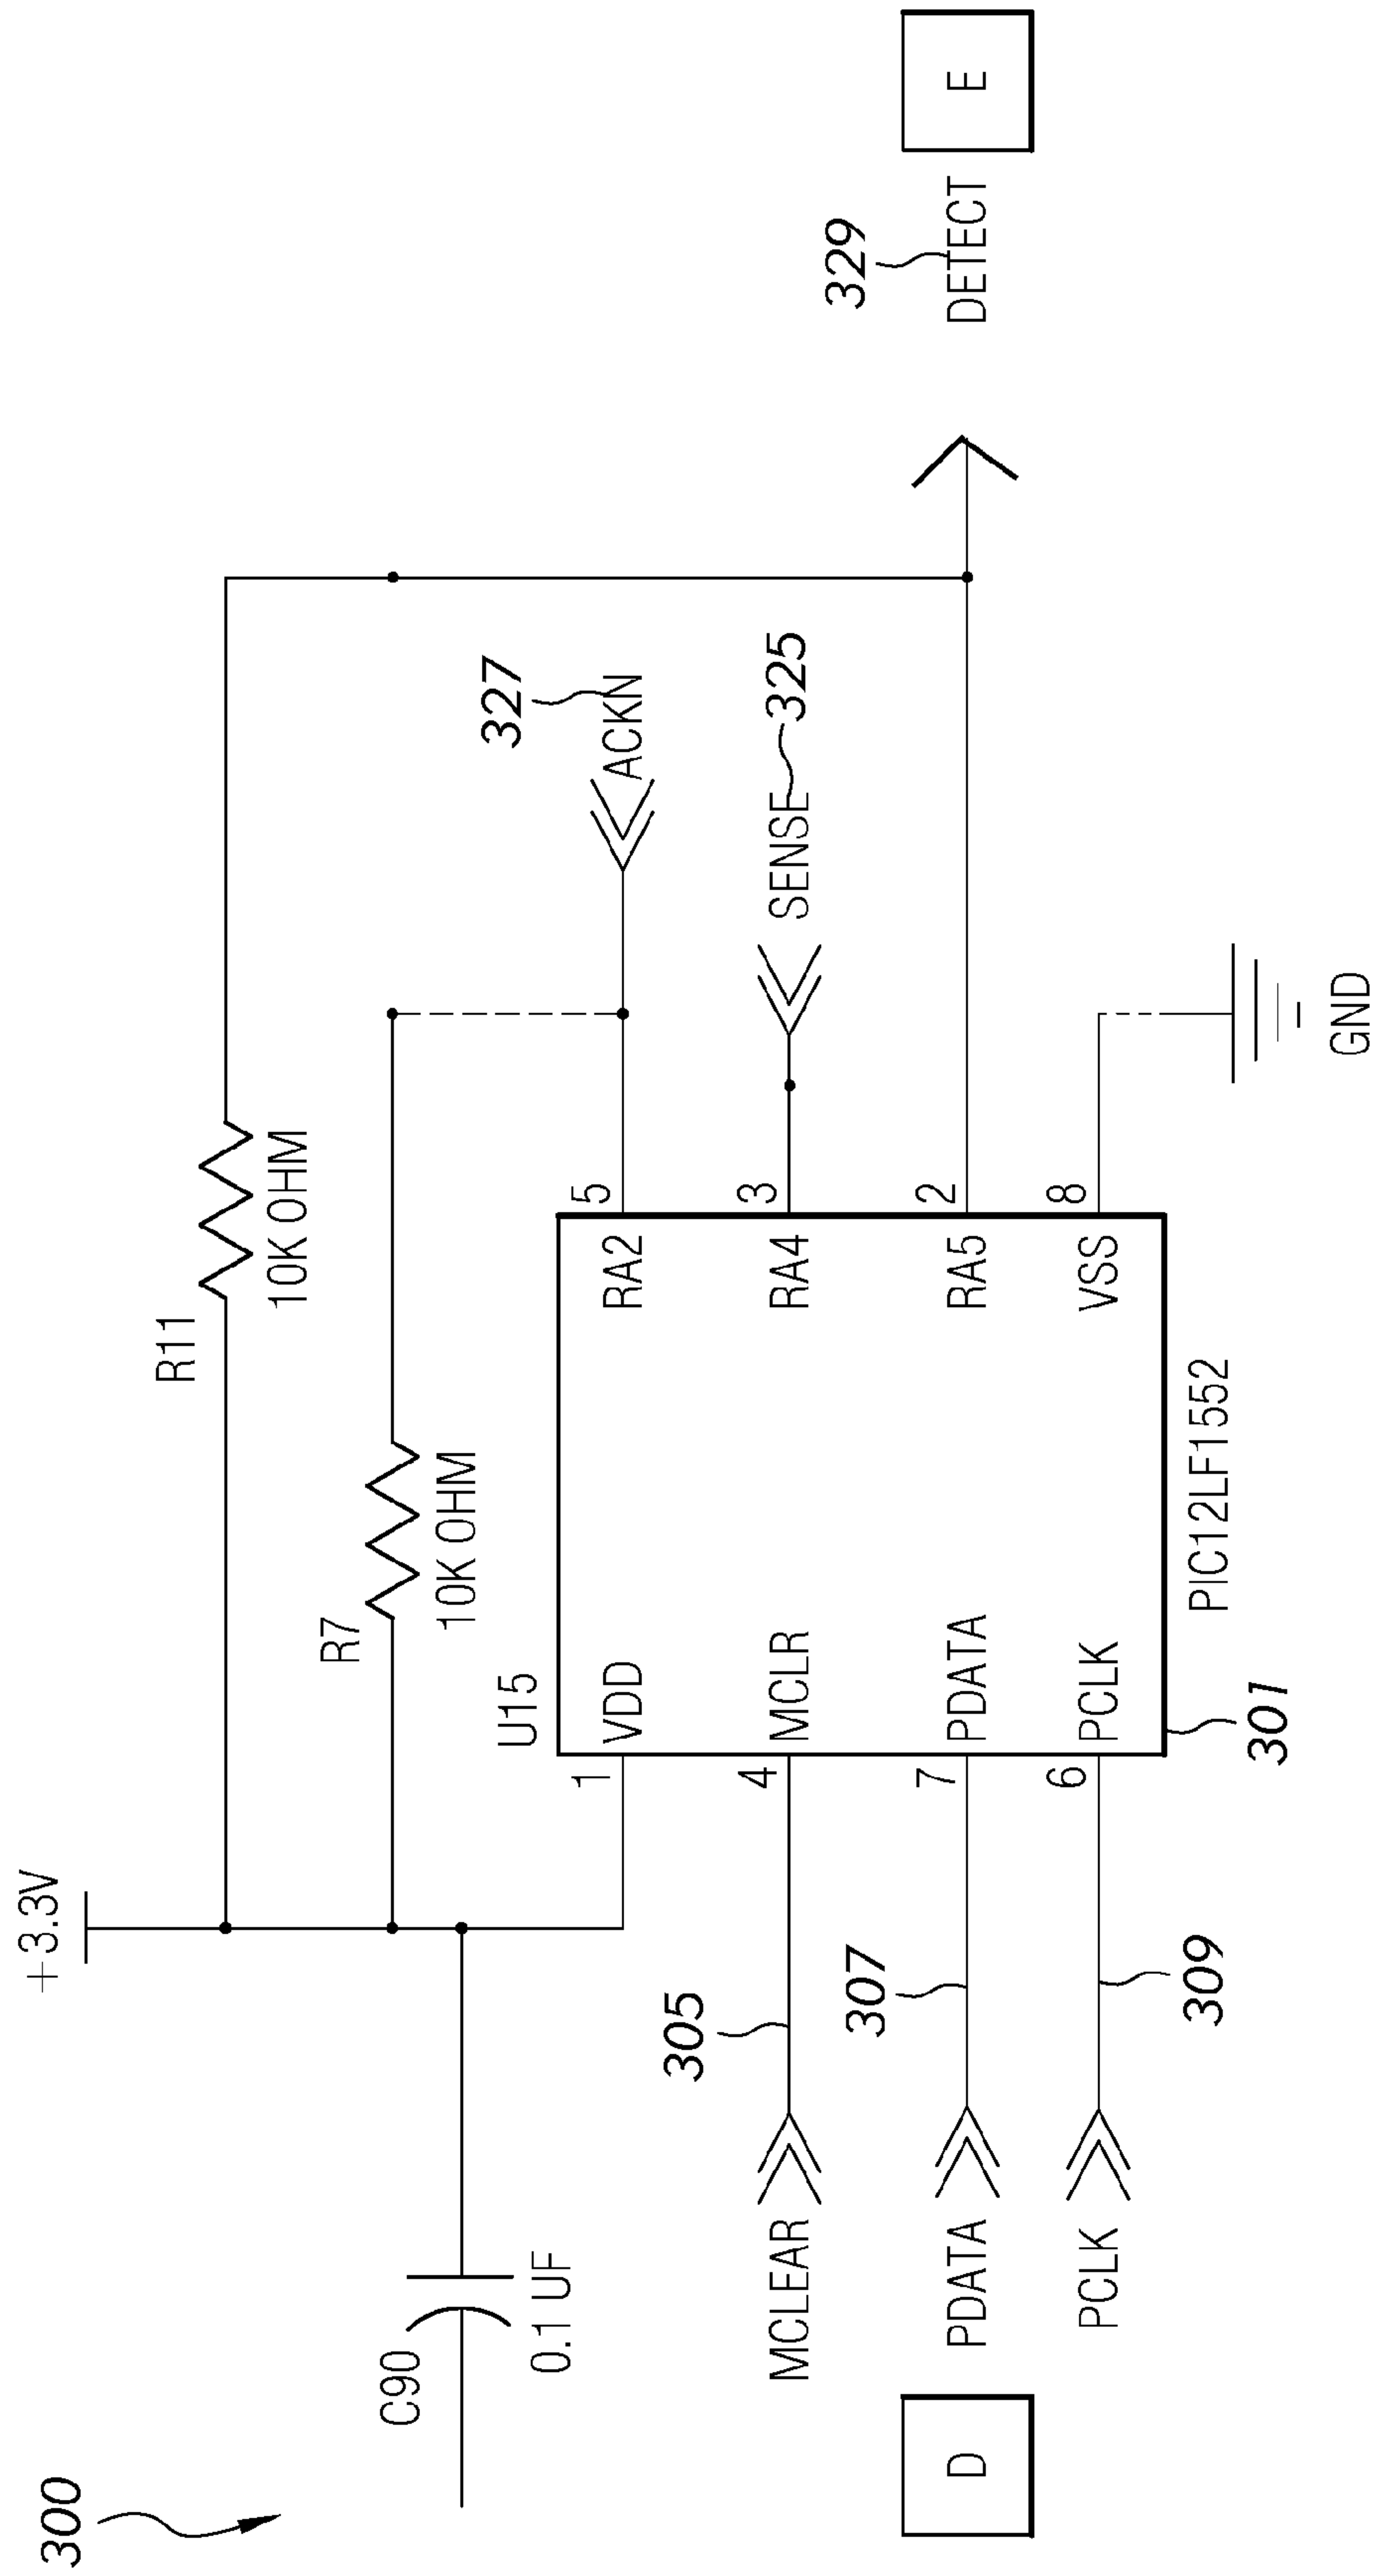 300
+3.3V
R11
10K OHM
R7
10K OHM
C90
0.1 UF
327
ACKN
U15
1
VDD
RA2
5
305
MCLEAR
4
MCLR
RA4
3
SENSE
325
329
D
307
PDATA
7
PDATA
RA5
2
DETECT
E
PCLK
309
6
PCLK
VSS
8
301
PIC12LF1552
GND